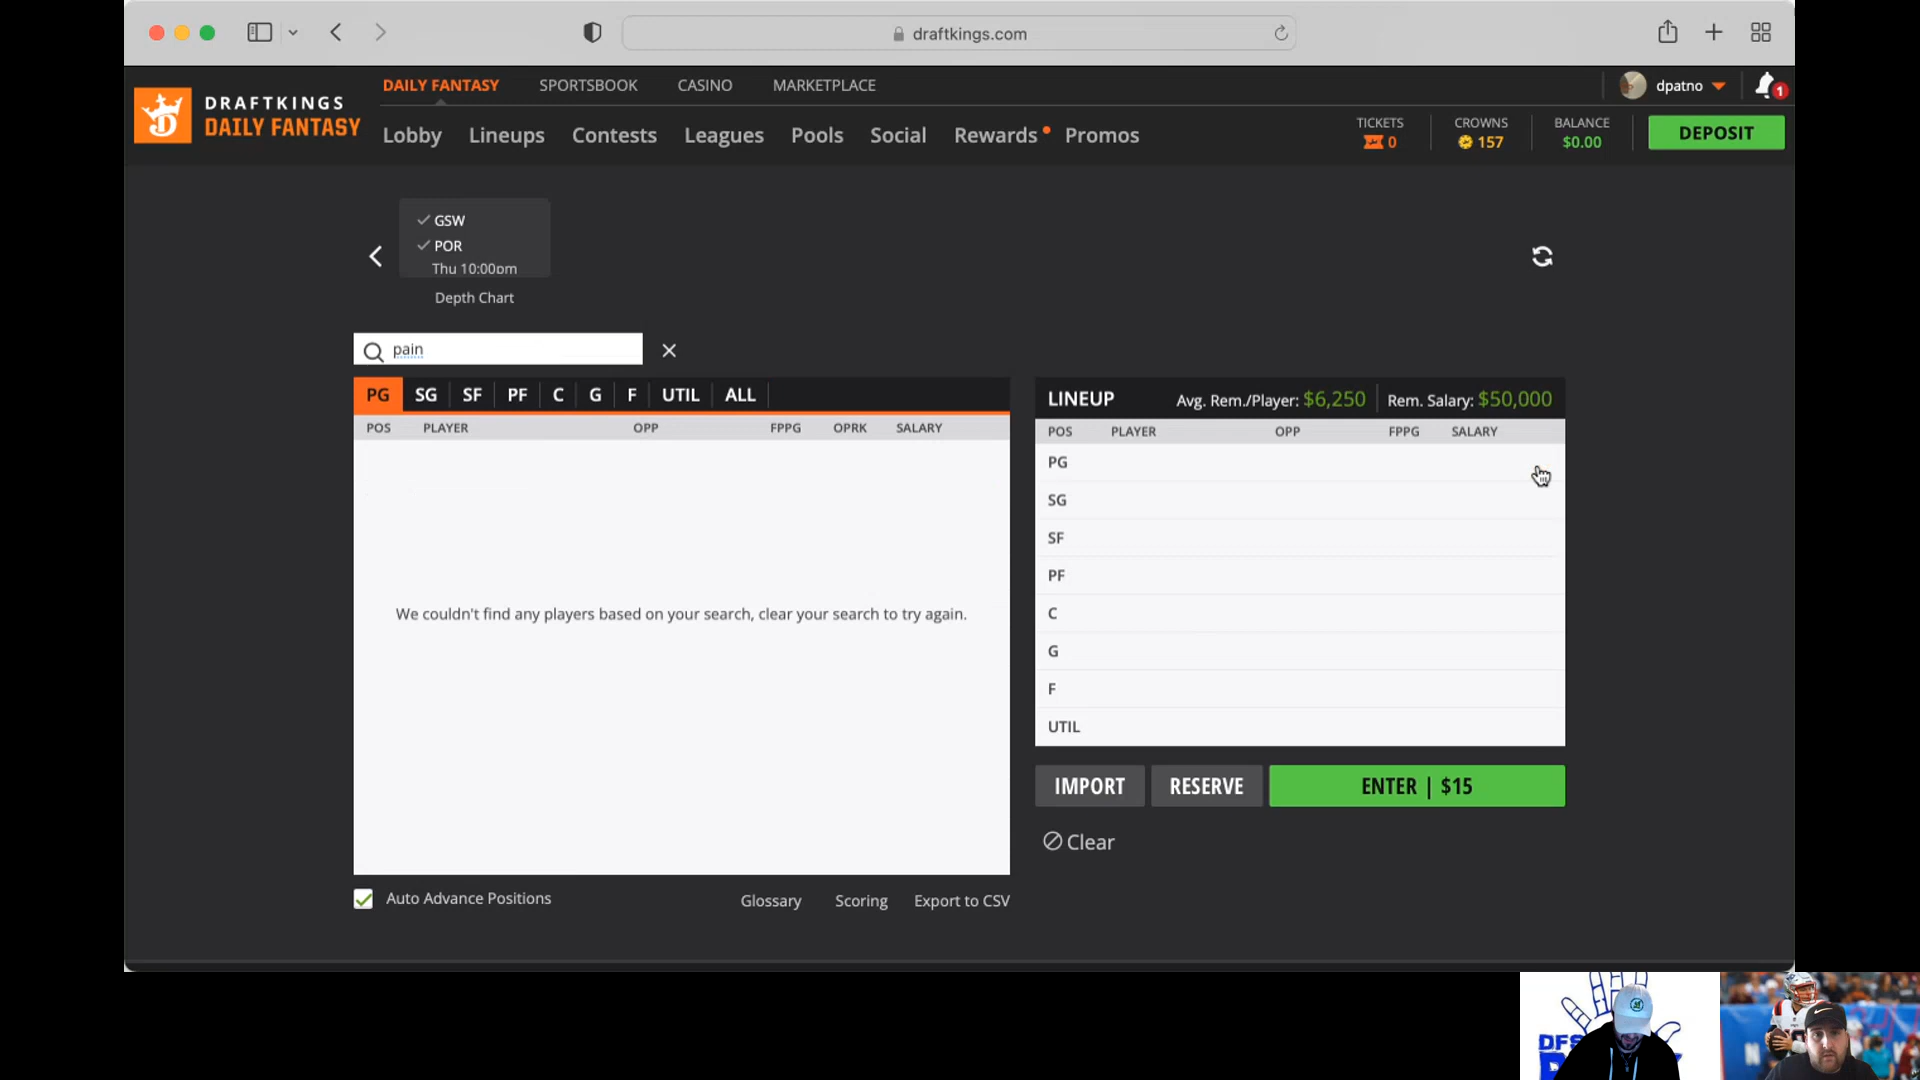 draftkings.com
DRAFTKINGS
DAILY FANTASY
DAILY FANTASY SPORTSBOOK CASINO MARKETPLACE
dpatno
1
Lobby Lineups Contests Leagues Pools Social Rewards Promos
TICKETS
0
CROWNS
157
BALANCE
$0.00
DEPOSIT
GSW
POR
Thu 10:00pm
Depth Chart
pain
PG SG SF PF C G F UTIL ALL
POS PLAYER OPP FPPG OPRK SALARY
We couldn't find any players based on your search, clear your search to try again.
Auto Advance Positions
Glossary Scoring Export to CSV
LINEUP Avg. Rem./Player: $6,250 Rem. Salary: $50,000
POS PLAYER OPP FPPG SALARY
PG
SG
SF
PF
C
G
F
UTIL
IMPORT RESERVE ENTER | $15
Clear
DFS